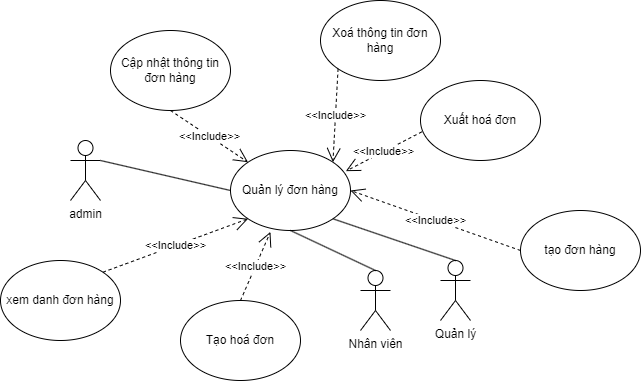 Xoá thông tin đơn
hàng
Cập nhật thông tin
đơn hàng
<<Include>>
Xuất hoá đơn
<<Include>>
<<Include>>
Quản lý đơn hàng
admin
<<Include>>
tạo đơn hàng
<<Include>>
<<Include>>
xem danh đơn hàng
Tạo hoá đơn
Nhân viên
Quản lý